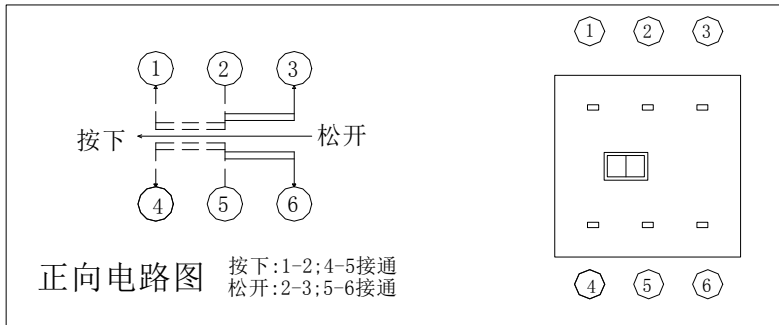 ① ② ③
① ② ③
按下 松开
④ ⑤ ⑥
正向电路图
按下:1-2;4-5接通
松开:2-3;5-6接通
④ ⑤ ⑥